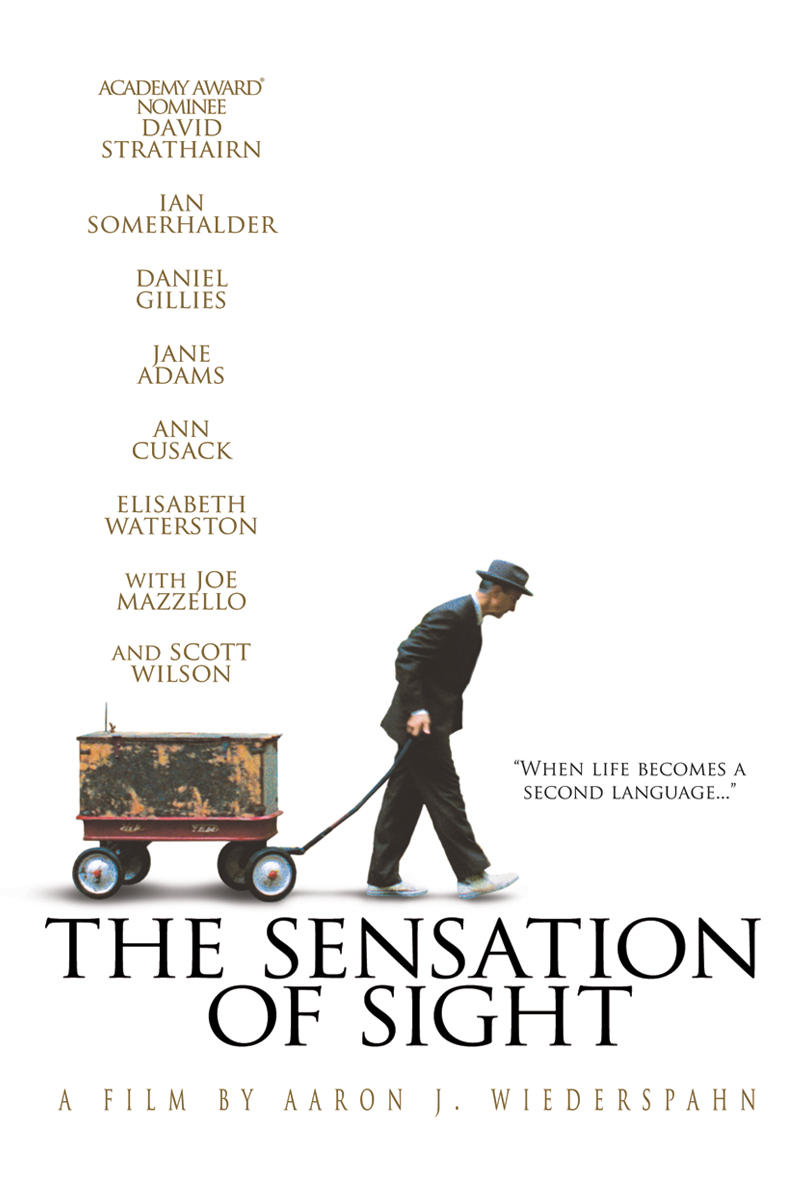 ACADEMY AWARD®
NOMINEE
DAVID
STRATHAIRN
IAN
SOMERHALDER
DANIEL
GILLIES
JANE
ADAMS
ANN
CUSACK
ELISABETH
WATERSTON
WITH JOE
MAZZELLO
AND SCOTT
WILSON
“WHEN LIFE BECOMES A
SECOND LANGUAGE...”
THE SENSATION
OF SIGHT
A FILM BY AARON J. WIEDERSPAHN